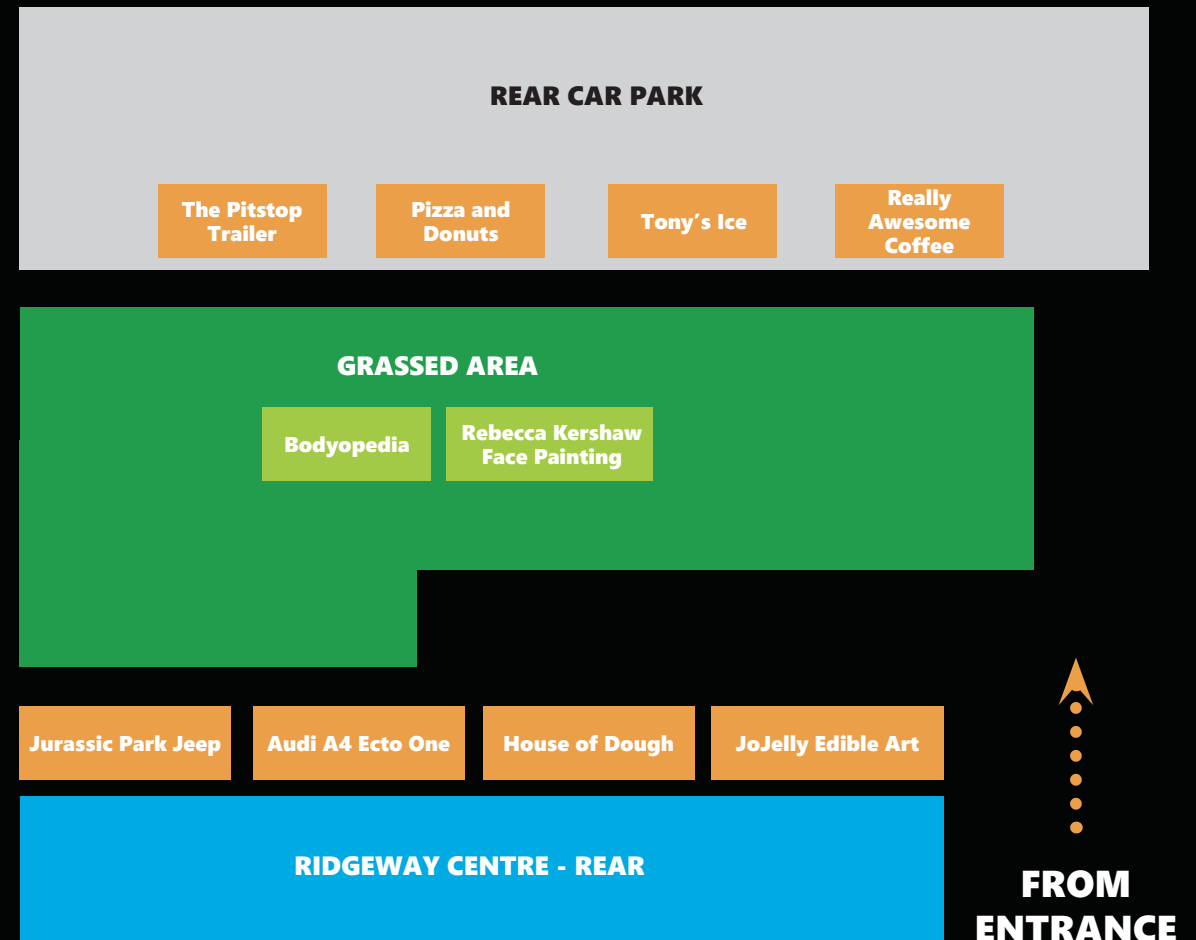 REAR CAR PARK
The Pitstop
Trailer
Pizza and
Donuts
Tony's Ice
Really
Awesome
Coffee
GRASSED AREA
Bodyopedia
Rebecca Kershaw
Face Painting
Jurassic Park Jeep
Audi A4 Ecto One
House of Dough
JoJelly Edible Art
RIDGEWAY CENTRE - REAR
FROM
ENTRANCE